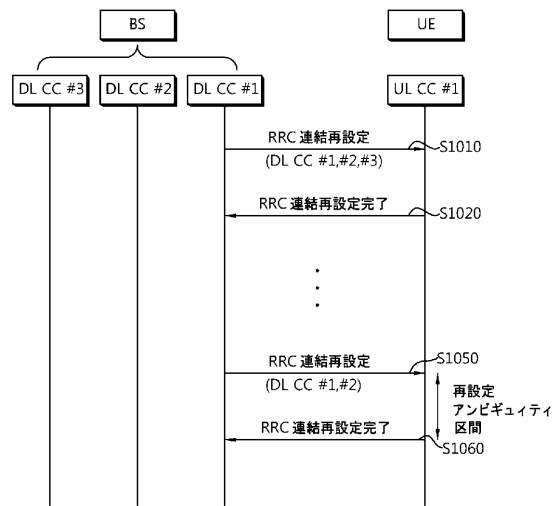 BS
UE
DL CC #3
DL CC #2
DL CC #1
UL CC #1
RRC 連結再設定
(DL CC #1,#2,#3)
S1010
RRC 連結再設定完了
S1020
RRC 連結再設定
(DL CC #1,#2)
S1050
再設定
アンビギュィティ
区間
RRC 連結再設定完了
S1060